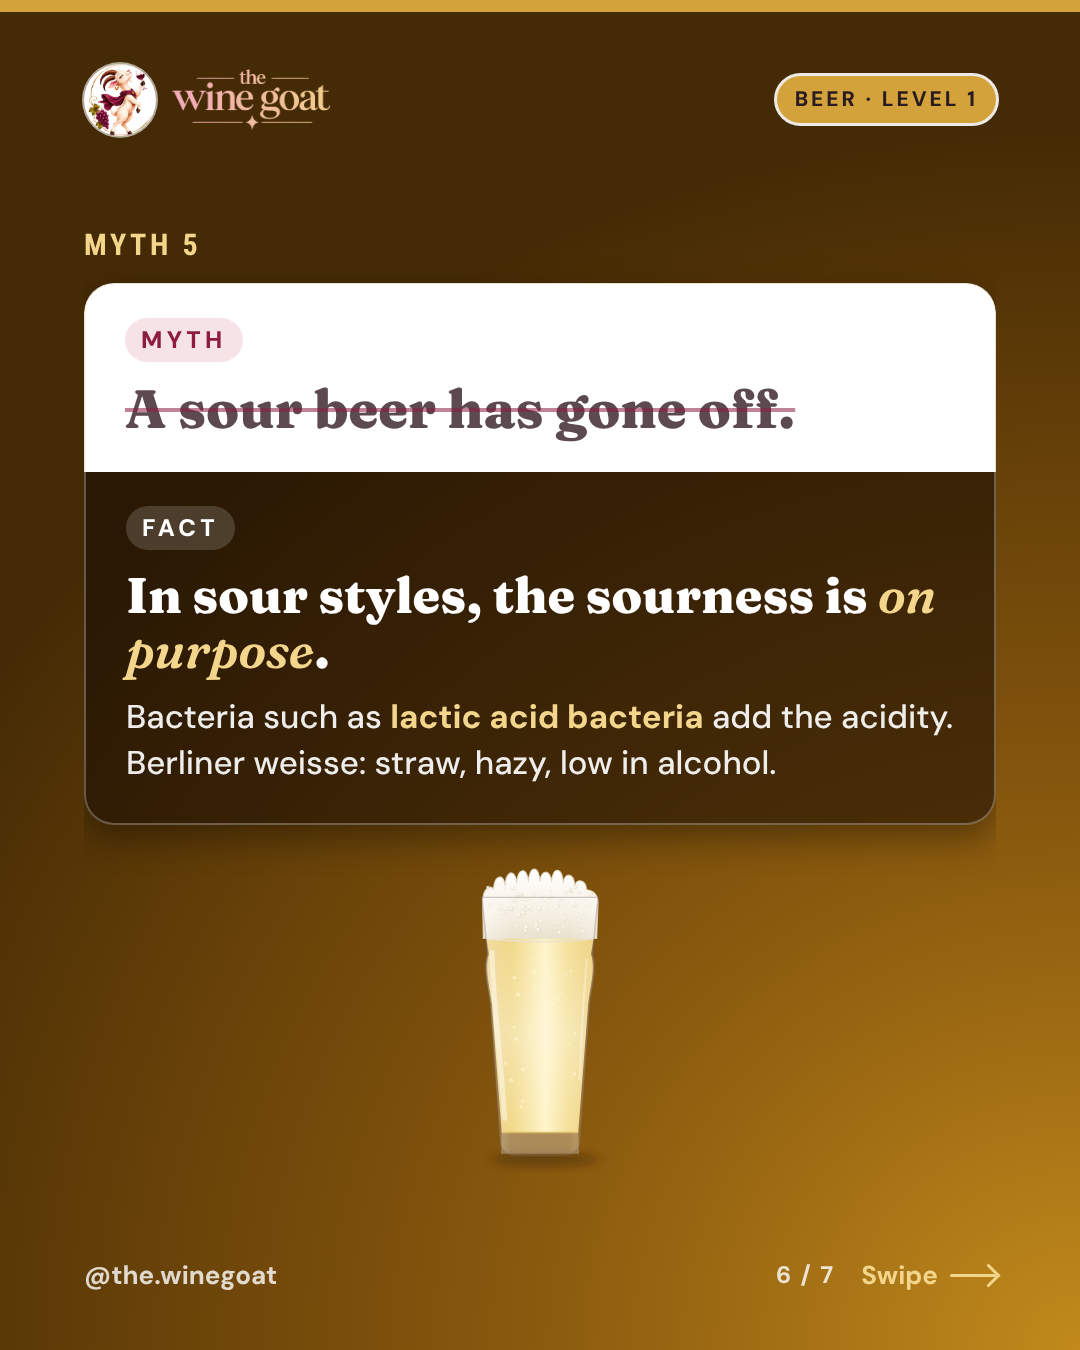 the
wine goat
BEER · LEVEL 1
MYTH 5
MYTH
A sour beer has gone off.
FACT
In sour styles, the sourness is on
purpose.
Bacteria such as lactic acid bacteria add the acidity.
Berliner weisse: straw, hazy, low in alcohol.
@the.winegoat
6 / 7 Swipe